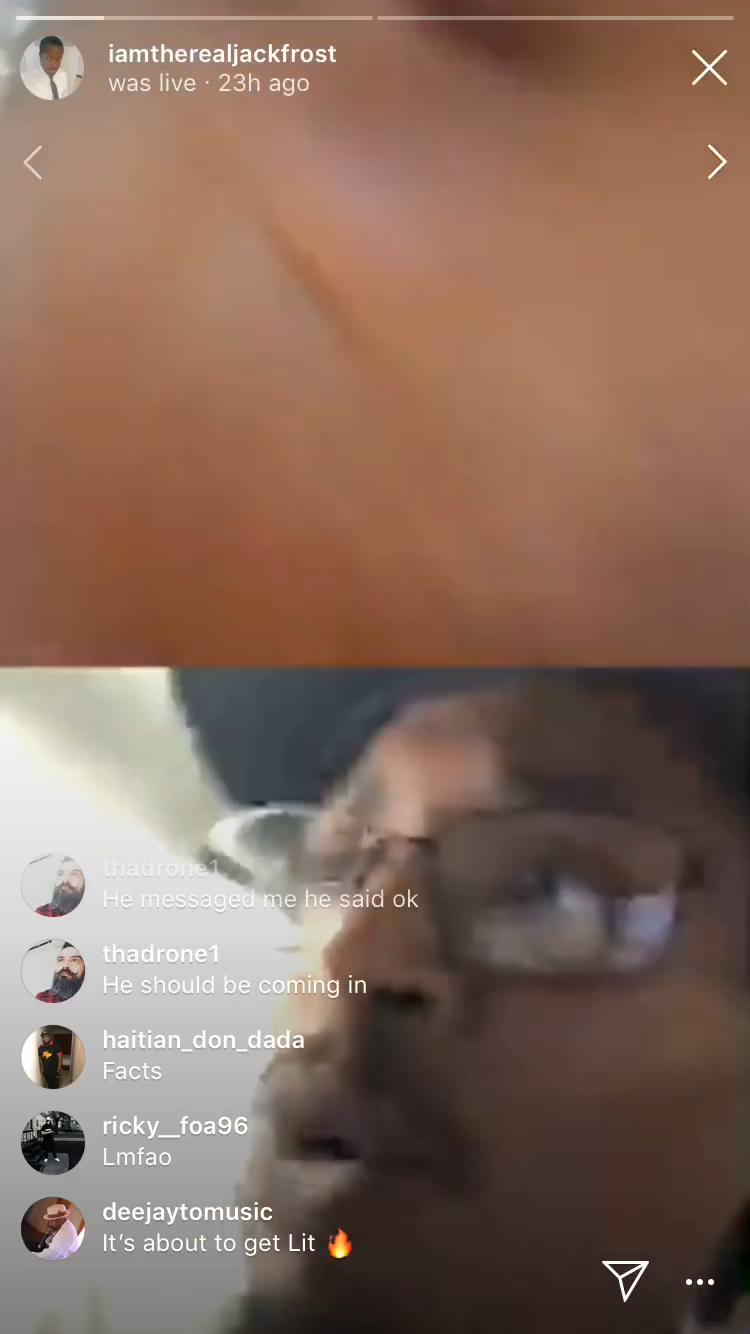 iamtherealjackfrost
was live · 23h ago
thadrone1
He messaged me he said ok
thadrone1
He should be coming in
haitian_don_dada
Facts
ricky__foa96
Lmfao
deejaytomusic
It's about to get Lit 🔥